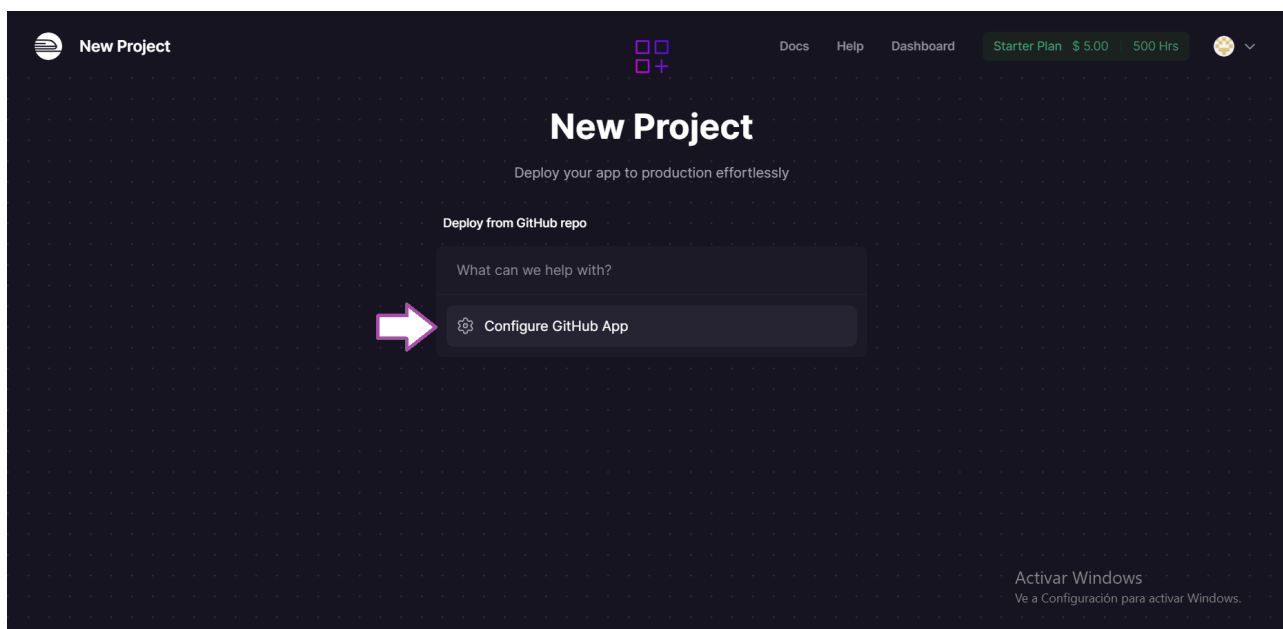 New Project
Docs Help Dashboard Starter Plan $ 5.00 500 Hrs
New Project
Deploy your app to production effortlessly
Deploy from GitHub repo
What can we help with?
Configure GitHub App
Activar Windows
Ve a Configuración para activar Windows.